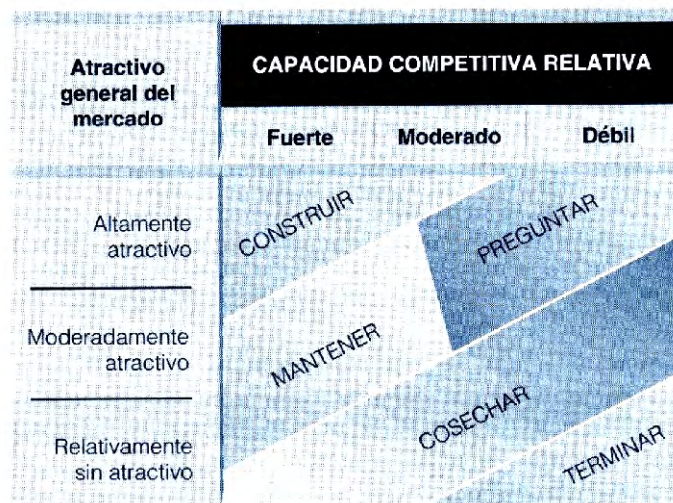 Atractivo
general del
mercado
CAPACIDAD COMPETITIVA RELATIVA
Fuerte
Moderado
Débil
Altamente
atractivo
Moderadamente
atractivo
Relativamente
sin atractivo
CONSTRUIR
PREGUNTAR
MANTENER
COSECHAR
TERMINAR